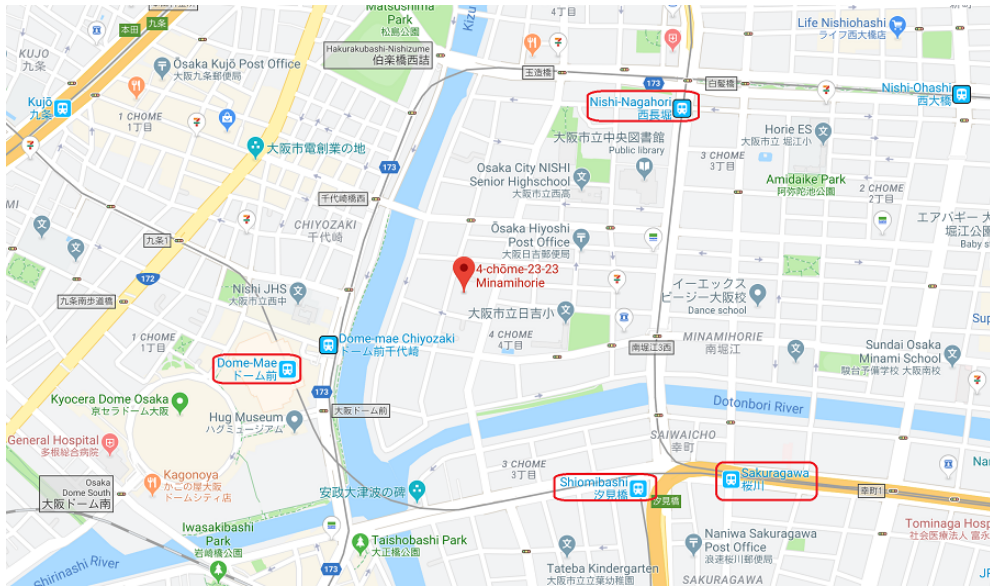 Matsushima
Park
松島公園
4丁目
本田
九条
KUJO
九条
Ōsaka Kujō Post Office
大阪九条郵便局
Hakurakubashi-Nishizume
伯楽橋西詰
Kizu
Life Nishiohashi
ライフ西大橋店
玉造橋
173
白髪橋
Nishi-Ohashi
西大橋
Kujō
九条
1 CHOME
1丁目
Nishi-Nagahori
西長堀
大阪市電創業の地
大阪市立中央図書館
Public library
Horie ES
大阪市立 堀江小
3 CHOME
3丁目
173
Osaka City NISHI
Senior Highschool
大阪市立西高
Amidaike Park
阿弥陀池公園
2 CHOME
2丁目
千代崎橋西
CHIYOZAKI
千代崎
九条1
Ōsaka Hiyoshi
Post Office
大阪日吉郵便局
エアバギー 大
堀江公園
Baby st
4-chōme-23-23
Minamihorie
172
九条南歩道橋
Nishi JHS
大阪市立西中
イーエックス
ビージー大阪校
Dance school
大阪市立日吉小
Sup
1 CHOME
1丁目
Dome-mae Chiyozaki
ドーム前千代崎
4 CHOME
4丁目
南堀江3西
MINAMIHORIE
南堀江
Sundai Osaka
Minami School
駿台予備学校 大阪南校
Dome-Mae
ドーム前
173
Kyocera Dome Osaka
京セラドーム大阪
大阪ドーム前
Hug Museum
ハグミュージアム
Dotonbori River
General Hospital
多根総合病院
SAIWAICHO
幸町
Kagonoya
かごの屋大阪
ドームシティ店
3 CHOME
3丁目
Shiomibashi
汐見橋
Sakuragawa
桜川
Nan
幸町1
Osaka
Dome South
大阪ドーム南
安政大津波の碑
汐見橋
Iwasakibashi
Park
岩崎橋公園
Taishobashi Park
大正橋公園
Naniwa Sakuragawa
Post Office
浪速桜川郵便局
Tominaga Hosp
社会医療法人 富永
Shirinashi River
Tateba Kindergarten
大阪市立立葉幼稚園
SAKURAGAWA
JR